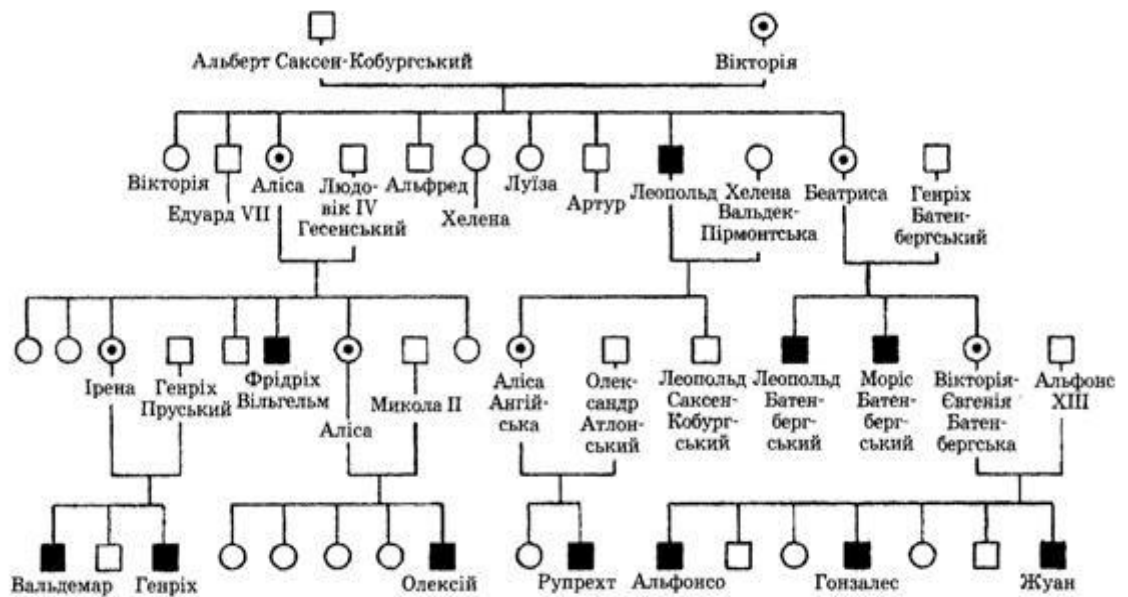 Альберт Саксен-Кобургський
Вікторія
Вікторія
Едуард VII
Аліса
Людо-
вік IV
Гесенський
Альфред
Хелена
Луїза
Артур
Леопольд
Хелена
Вальдек-
Пірмонтська
Беатриса
Генріх
Батен-
бергський
Ірена
Генріх
Пруський
Фрідріх
Вільгельм
Аліса
Микола II
Аліса
Ангій-
ська
Олек-
сандр
Атлон-
ський
Леопольд
Саксен-
Кобург-
ський
Леопольд
Батен-
берг-
ський
Моріс
Батен-
берг-
ський
Вікторія-
Євгенія
Батен-
бергська
Альфонс
XIII
Вальдемар
Генріх
Олексій
Рупрехт
Альфонсо
Гонзалес
Жуан